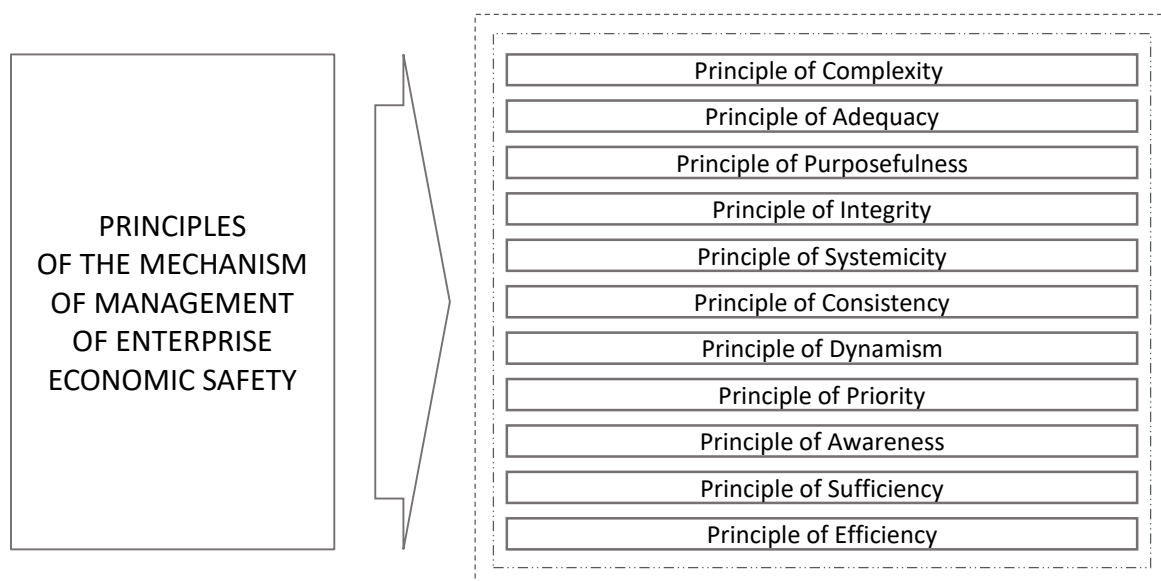 PRINCIPLES
OF THE MECHANISM
OF MANAGEMENT
OF ENTERPRISE
ECONOMIC SAFETY
Principle of Complexity
Principle of Adequacy
Principle of Purposefulness
Principle of Integrity
Principle of Systemicity
Principle of Consistency
Principle of Dynamism
Principle of Priority
Principle of Awareness
Principle of Sufficiency
Principle of Efficiency